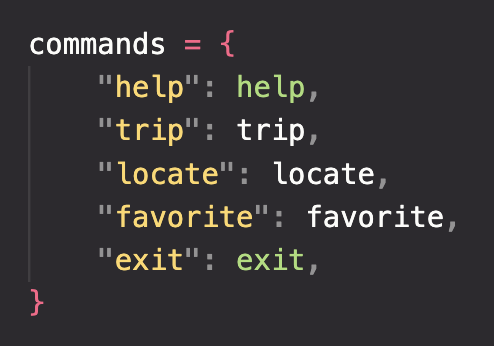 commands = {
    "help": help,
    "trip": trip,
    "locate": locate,
    "favorite": favorite,
    "exit": exit,
}